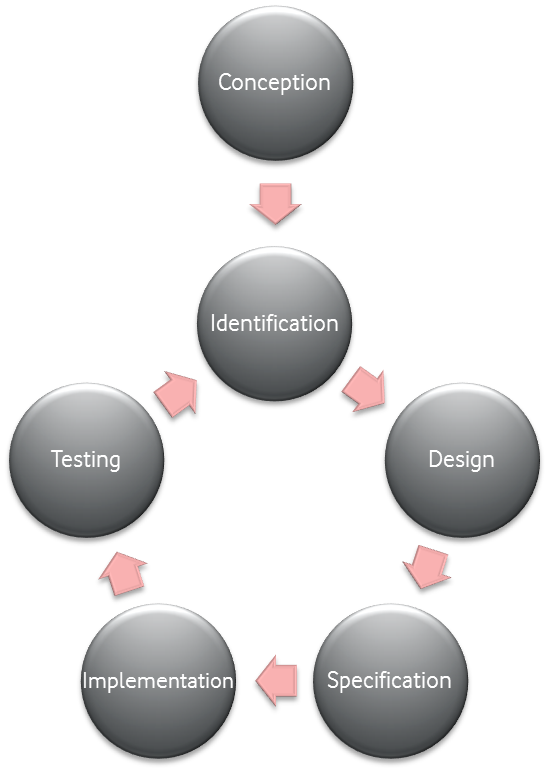 Conception
Identification
Testing
Design
Implementation
Specification